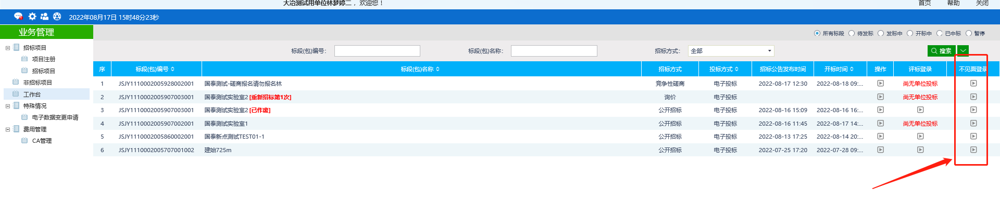 大冶测试用单位林梦婷二 ，欢迎您！ 首页 帮助 关闭
2022年08月17日 15时48分23秒
业务管理
所有标段 待发标 发标中 开标中 已中标 暂停
招标项目
项目注册
招标项目
非招标项目
工作台
特殊情况
电子数据变更申请
费用管理
CA管理
标段(包)编号： 标段(包)名称： 招标方式： 全部 搜索
序 标段(包)编号 标段(包)名称 招标方式 投标方式 招标公告发布时间 开标时间 操作 评标登录 不见面登录
1 JSJY1110002005928002001 国泰测试-磋商报名请勿报名林 竞争性磋商 电子投标 2022-08-17 12:30 2022-08-18 09:... 尚无单位投标
2 JSJY1110002005907003001 国泰测试实验室2 [重新招标第1次] 询价 电子投标 尚无单位投标
3 JSJY1110002005907003001 国泰测试实验室2 [已作废] 公开招标 电子投标 2022-08-16 15:09 2022-08-16 16:...
4 JSJY1110002005907002001 国泰测试实验室1 公开招标 电子投标 2022-08-16 11:45 2022-08-17 14:... 尚无单位投标
5 JSJY1110002005860002001 国泰新点测试TEST01-1 公开招标 电子投标 2022-08-13 17:25 2022-08-14 20:...
6 JSJY1110002005707001002 建始725m 公开招标 电子投标 2022-07-25 17:20 2022-07-28 09:...